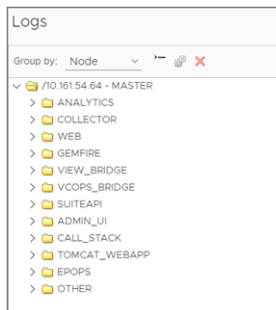 Logs
Group by: Node
/10.161.54.64 - MASTER
ANALYTICS
COLLECTOR
WEB
GEMFIRE
VIEW_BRIDGE
VCOPS_BRIDGE
SUITEAPI
ADMIN_UI
CALL_STACK
TOMCAT_WEBAPP
EPOPS
OTHER